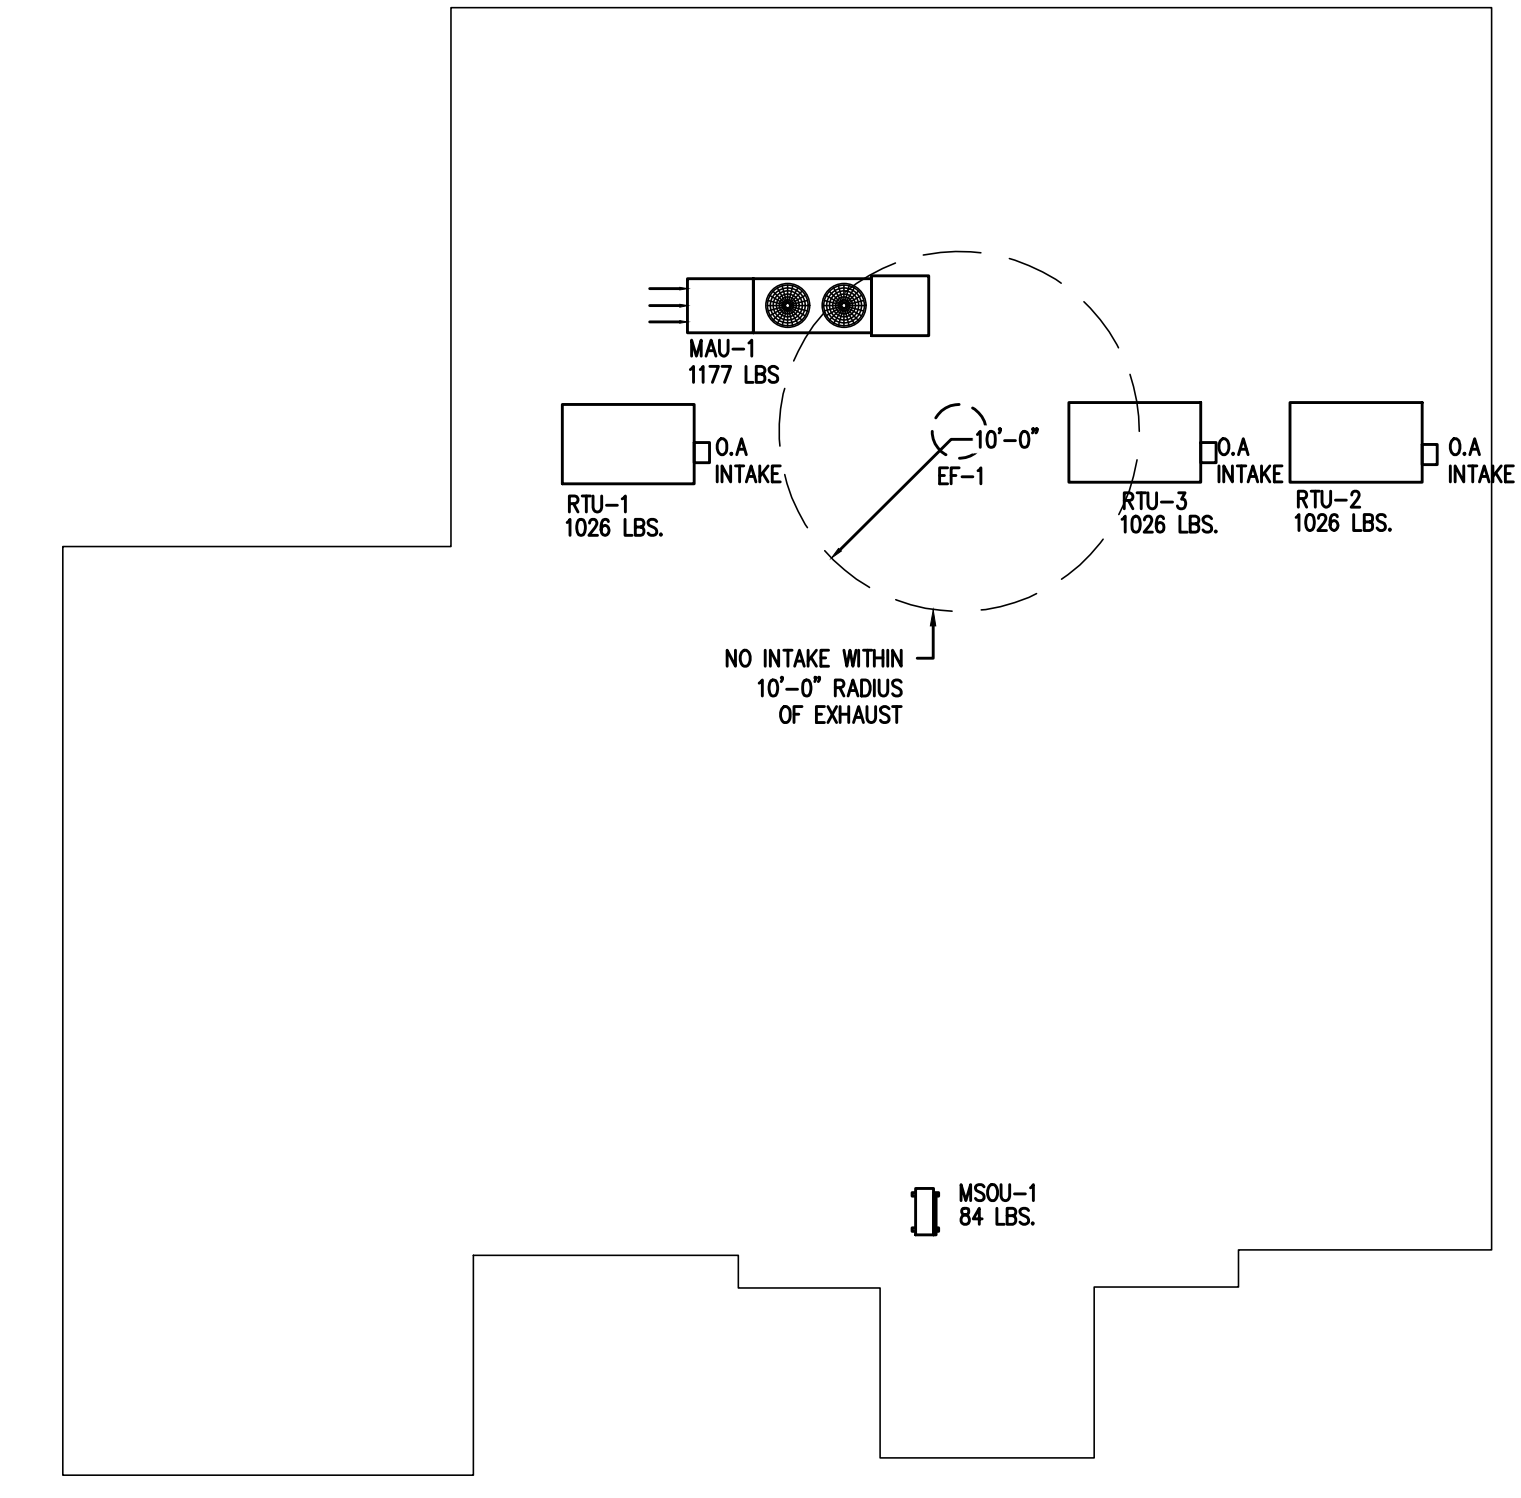 MAU-1
1177 LBS
O.A
INTAKE
RTU-1
1026 LBS.
10'-0"
EF-1
O.A
INTAKE
RTU-3
1026 LBS.
O.A
INTAKE
RTU-2
1026 LBS.
NO INTAKE WITHIN
10'-0" RADIUS
OF EXHAUST
MSOU-1
84 LBS.